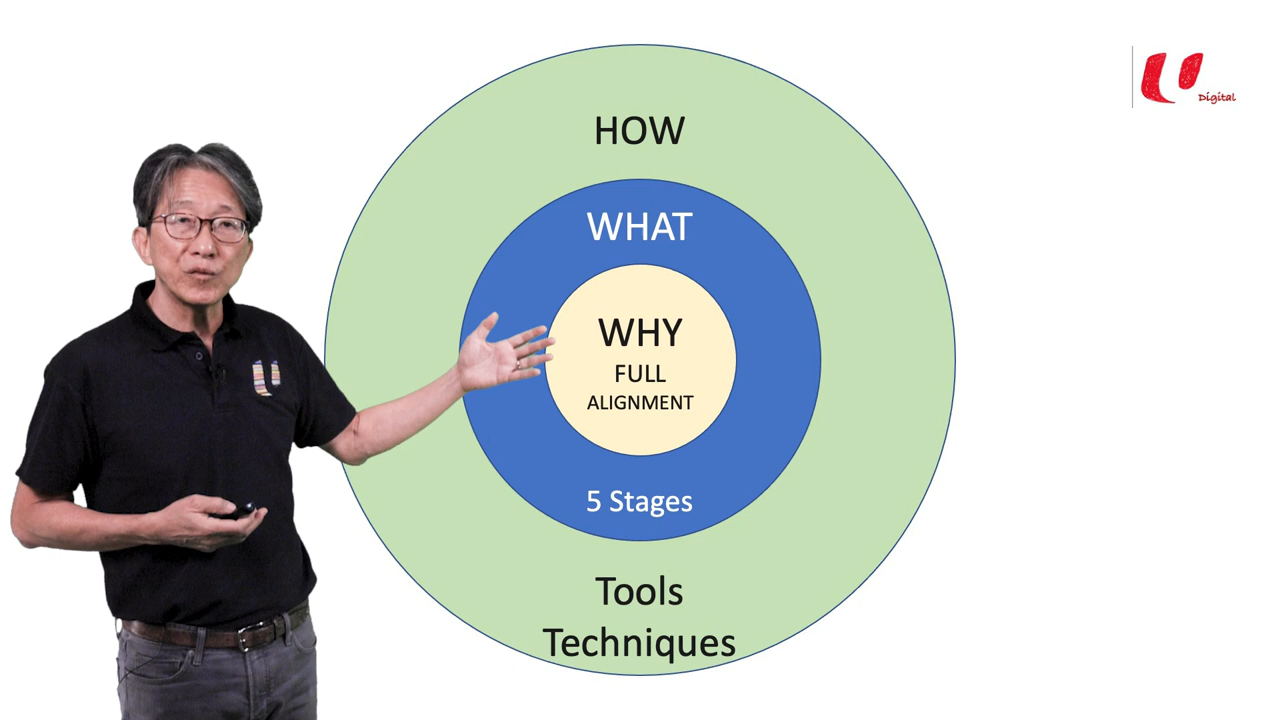 HOW
WHAT
WHY
FULL
ALIGNMENT
5 Stages
Tools
Techniques
Digital